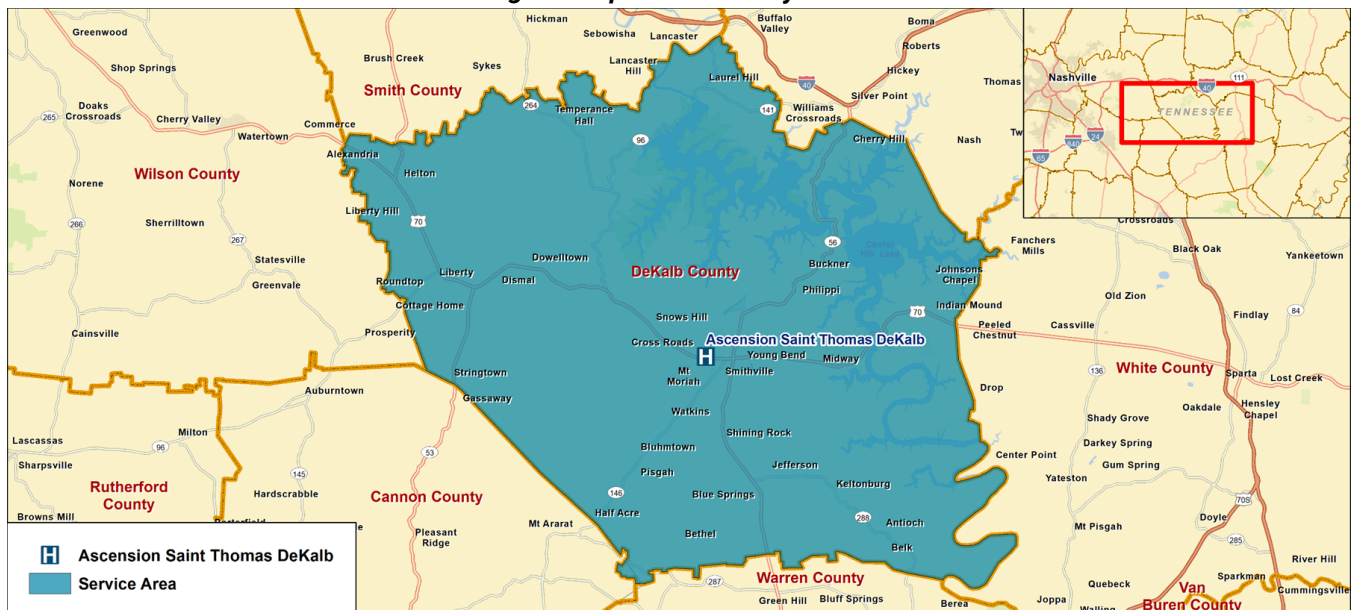 Hickman
Buffalo
Valley
Boma
Greenwood
Sebowisha
Lancaster
Roberts
Brush Creek
Sykes
Lancaster
Hill
Shop Springs
Laurel Hill
40
Hickey
Thomas
Nashville
40
111
Smith County
264
Temperance
Hall
141
Silver Point
TENNESSEE
Doaks
Crossroads
265
Cherry Valley
Commerce
Williams
Crossroads
Watertown
96
Cherry Hill
Nash
Tw
24
840
65
Alexandria
Wilson County
Helton
Norene
Liberty Hill
70
Sherrilltown
266
267
56
Crossroads
Fanchers
Mills
Black Oak
Center
Hill Lake
Statesville
Dowelltown
Buckner
Yankeetown
Liberty
DeKalb County
Johnsons
Chapel
Roundtop
Dismal
Greenvale
Philippi
Old Zion
Cottage Home
Indian Mound
Snows Hill
70
84
Findlay
Cainsville
Prosperity
Peeled
Chestnut
Cassville
Ascension Saint Thomas DeKalb
Cross Roads
H
Young Bend
Midway
Mt
Moriah
Smithville
White County
136
Sparta
Lost Creek
Stringtown
Auburntown
Gassaway
Drop
Hensley
Chapel
Oakdale
Watkins
Shady Grove
Milton
Shining Rock
Lascassas
96
Darkey Spring
Bluhmtown
53
Center Point
Sharpsville
Gum Spring
Jefferson
Pisgah
145
Yateston
Rutherford
County
Keltonburg
Hardscrabble
Cannon County
146
Blue Springs
70S
Half Acre
288
Browns Mill
Mt Ararat
Antioch
Doyle
Mt Pisgah
Pleasant
Ridge
Bethel
285
Belk
River Hill
H Ascension Saint Thomas DeKalb
Service Area
Warren County
287
Sparkman
Quebeck
Van
Buren County
Cummingsville
Green Hill
Bluff Springs
Berea
Joppa
Walling